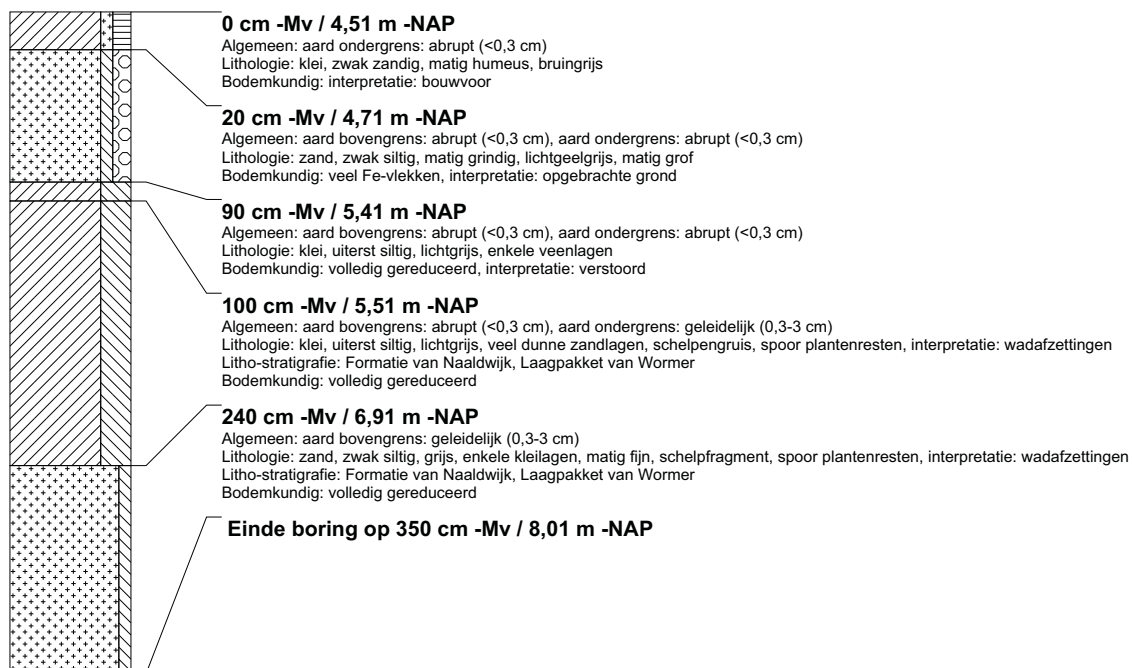 0 cm -Mv / 4,51 m -NAP
Algemeen: aard ondergrens: abrupt (<0,3 cm)
Lithologie: klei, zwak zandig, matig humeus, bruingrijs
Bodemkundig: interpretatie: bouwvoor
20 cm -Mv / 4,71 m -NAP
Algemeen: aard bovengrens: abrupt (<0,3 cm), aard ondergrens: abrupt (<0,3 cm)
Lithologie: zand, zwak siltig, matig grindig, lichtgeelgrijs, matig grof
Bodemkundig: veel Fe-vlekken, interpretatie: opgebrachte grond
90 cm -Mv / 5,41 m -NAP
Algemeen: aard bovengrens: abrupt (<0,3 cm), aard ondergrens: abrupt (<0,3 cm)
Lithologie: klei, uiterst siltig, lichtgrijs, enkele veenlagen
Bodemkundig: volledig gereduceerd, interpretatie: verstoord
100 cm -Mv / 5,51 m -NAP
Algemeen: aard bovengrens: abrupt (<0,3 cm), aard ondergrens: geleidelijk (0,3-3 cm)
Lithologie: klei, uiterst siltig, lichtgrijs, veel dunne zandlagen, schelpengruis, spoor plantenresten, interpretatie: wadafzettingen
Litho-stratigrafie: Formatie van Naaldwijk, Laagpakket van Wormer
Bodemkundig: volledig gereduceerd
240 cm -Mv / 6,91 m -NAP
Algemeen: aard bovengrens: geleidelijk (0,3-3 cm)
Lithologie: zand, zwak siltig, grijs, enkele kleilagen, matig fijn, schelpfragment, spoor plantenresten, interpretatie: wadafzettingen
Litho-stratigrafie: Formatie van Naaldwijk, Laagpakket van Wormer
Bodemkundig: volledig gereduceerd
Einde boring op 350 cm -Mv / 8,01 m -NAP